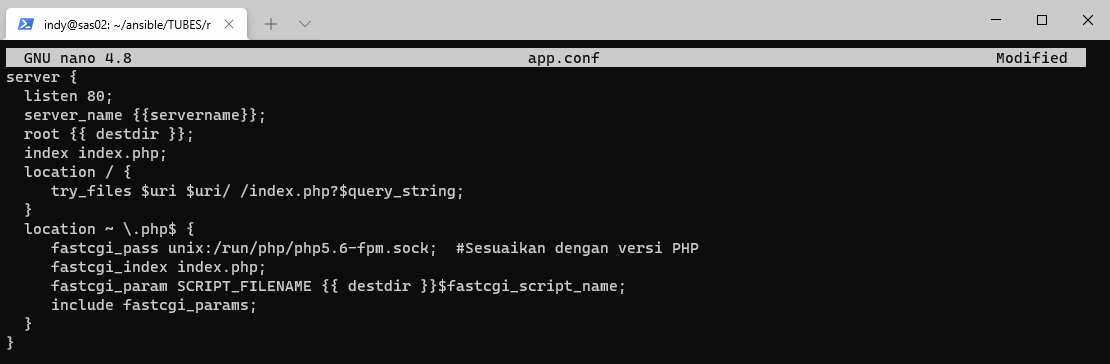 indy@sas02: ~/ansible/TUBES/r
GNU nano 4.8 app.conf Modified
server {
  listen 80;
  server_name {{servername}};
  root {{ destdir }};
  index index.php;
  location / {
     try_files $uri $uri/ /index.php?$query_string;
  }
  location ~ \.php$ {
     fastcgi_pass unix:/run/php/php5.6-fpm.sock;  #Sesuaikan dengan versi PHP
     fastcgi_index index.php;
     fastcgi_param SCRIPT_FILENAME {{ destdir }}$fastcgi_script_name;
     include fastcgi_params;
  }
}